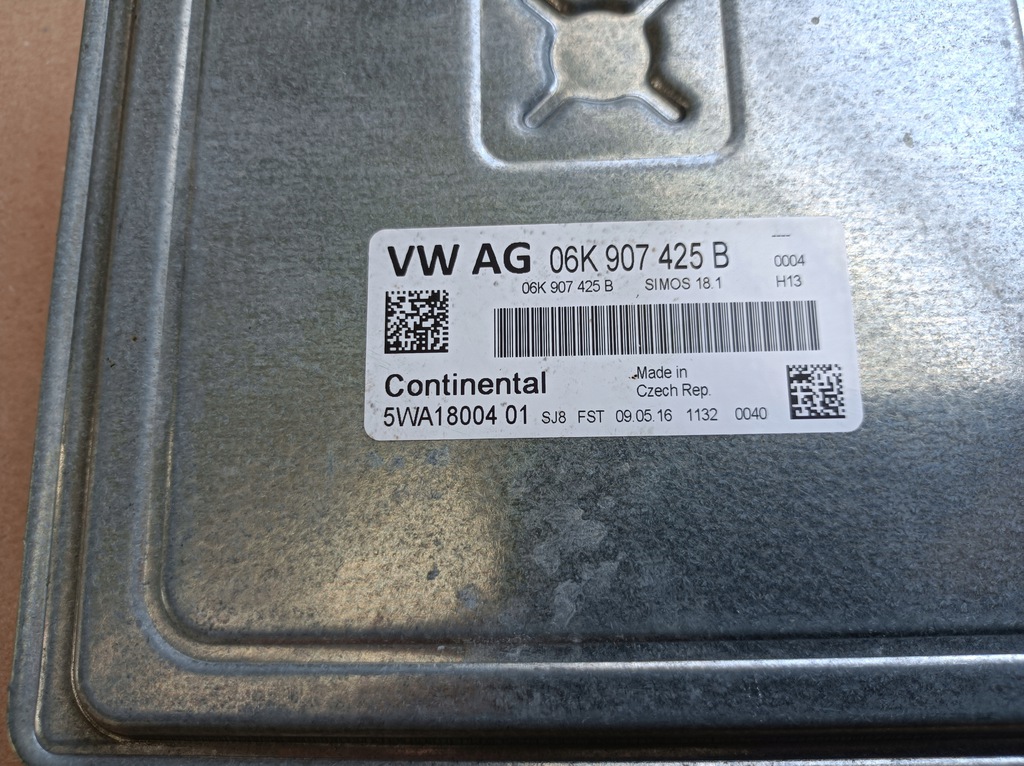 VW AG 06K 907 425 B 0004
06K 907 425 B SIMOS 18.1 H13
Continental Made in
Czech Rep.
5WA18004 01 SJ8 FST 09.05.16 1132 0040